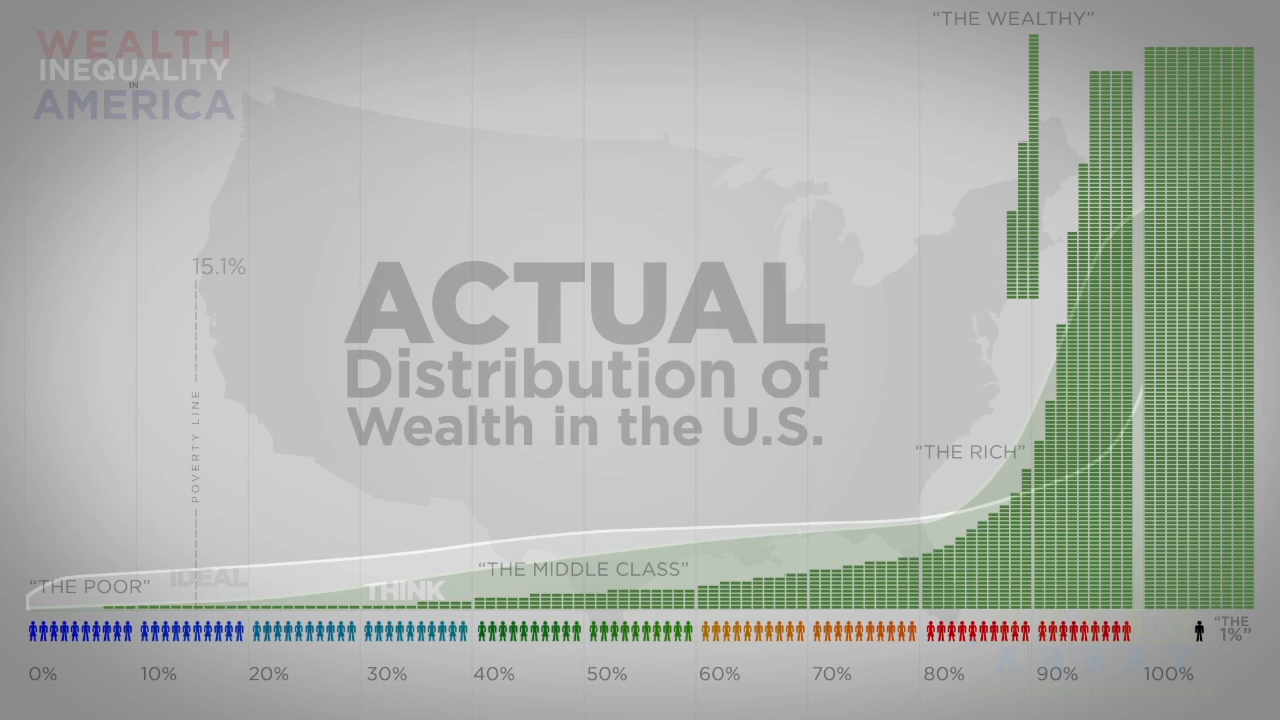 "THE WEALTHY"
WEALTH
INEQUALITY
IN
AMERICA
15.1%
ACTUAL
Distribution of
Wealth in the U.S.
POVERTY LINE
"THE RICH"
"THE MIDDLE CLASS"
"THE POOR"
IDEAL
THINK
"THE
1%"
0%
10%
20%
30%
40%
50%
60%
70%
80%
90%
100%